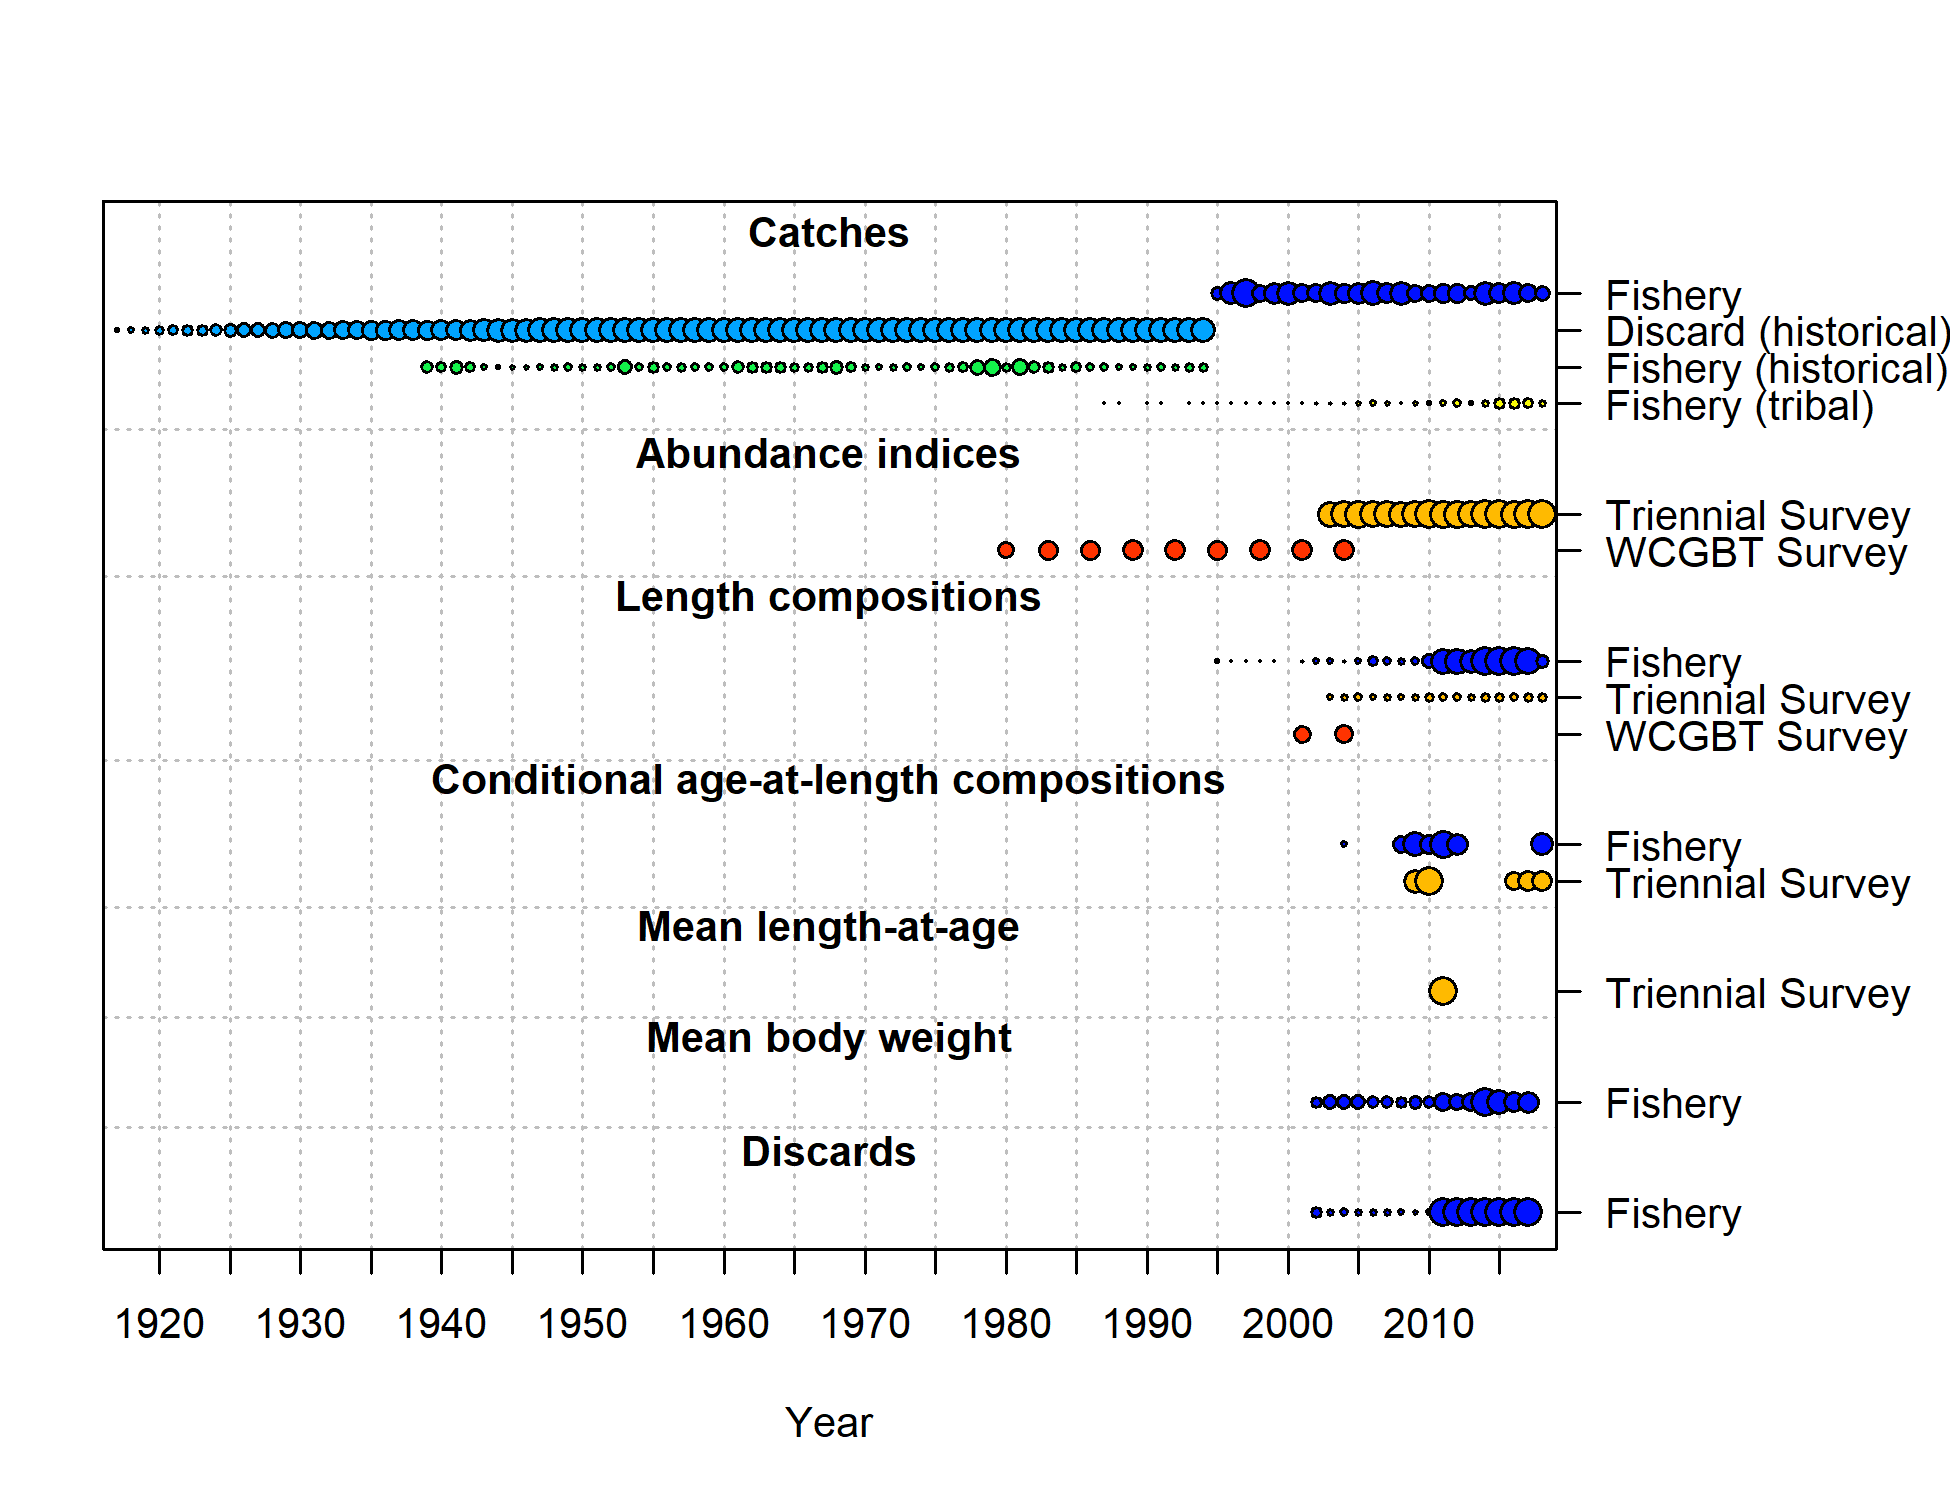 Catches
Fishery
Discard (historical)
Fishery (historical)
Fishery (tribal)
Abundance indices
Triennial Survey
WCGBT Survey
Length compositions
Fishery
Triennial Survey
WCGBT Survey
Conditional age-at-length compositions
Fishery
Triennial Survey
Mean length-at-age
Triennial Survey
Mean body weight
Fishery
Discards
Fishery
1920 1930 1940 1950 1960 1970 1980 1990 2000 2010
Year